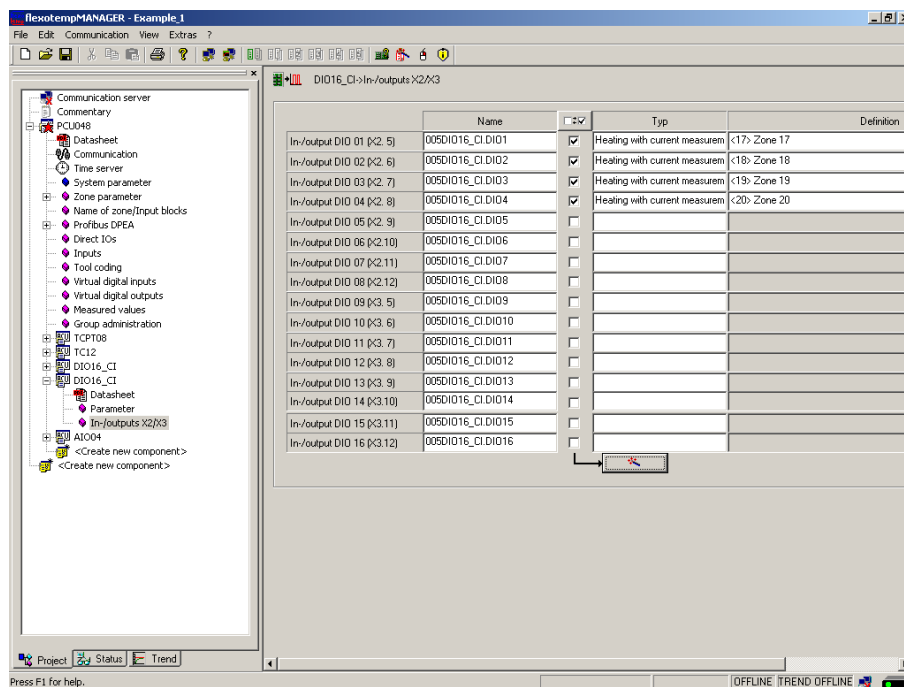 flexotempMANAGER - Example_1
File Edit Communication View Extras ?
DIO16_CI->In-/outputs X2/X3
Communication server
Commentary
PCU048
Datasheet
Communication
Time server
System parameter
Zone parameter
Name of zone/Input blocks
Profibus DPEA
Direct IOs
Inputs
Tool coding
Virtual digital inputs
Virtual digital outputs
Measured values
Group administration
TCPT08
TC12
DIO16_CI
DIO16_CI
Datasheet
Parameter
In-/outputs X2/X3
AIO04
<Create new component>
<Create new component>
Name Typ Definition
In-/output DIO 01 (X2. 5) 005DIO16_CI.DIO1 Heating with current measurem <17> Zone 17
In-/output DIO 02 (X2. 6) 005DIO16_CI.DIO2 Heating with current measurem <18> Zone 18
In-/output DIO 03 (X2. 7) 005DIO16_CI.DIO3 Heating with current measurem <19> Zone 19
In-/output DIO 04 (X2. 8) 005DIO16_CI.DIO4 Heating with current measurem <20> Zone 20
In-/output DIO 05 (X2. 9) 005DIO16_CI.DIO5
In-/output DIO 06 (X2.10) 005DIO16_CI.DIO6
In-/output DIO 07 (X2.11) 005DIO16_CI.DIO7
In-/output DIO 08 (X2.12) 005DIO16_CI.DIO8
In-/output DIO 09 (X3. 5) 005DIO16_CI.DIO9
In-/output DIO 10 (X3. 6) 005DIO16_CI.DIO10
In-/output DIO 11 (X3. 7) 005DIO16_CI.DIO11
In-/output DIO 12 (X3. 8) 005DIO16_CI.DIO12
In-/output DIO 13 (X3. 9) 005DIO16_CI.DIO13
In-/output DIO 14 (X3.10) 005DIO16_CI.DIO14
In-/output DIO 15 (X3.11) 005DIO16_CI.DIO15
In-/output DIO 16 (X3.12) 005DIO16_CI.DIO16
Project Status Trend
Press F1 for help. OFFLINE TREND OFFLINE